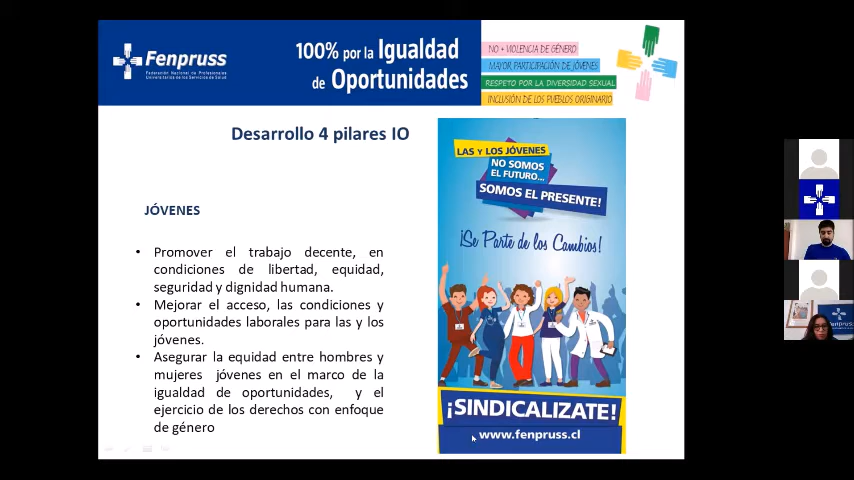 Fenpruss
Federación Nacional de Profesionales
Universitarios de los Servicios de Salud
100% por la Igualdad
de Oportunidades
NO + VIOLENCIA DE GÉNERO
MAYOR PARTICIPACIÓN DE JÓVENES
RESPETO POR LA DIVERSIDAD SEXUAL
INCLUSIÓN DE LOS PUEBLOS ORIGINARIO
Desarrollo 4 pilares IO
JÓVENES
• Promover el trabajo decente, en
condiciones de libertad, equidad,
seguridad y dignidad humana.
• Mejorar el acceso, las condiciones y
oportunidades laborales para las y los
jóvenes.
• Asegurar la equidad entre hombres y
mujeres jóvenes en el marco de la
igualdad de oportunidades, y el
ejercicio de los derechos con enfoque
de género
LAS Y LOS JÓVENES
NO SOMOS
EL FUTURO...
SOMOS EL PRESENTE!
¡Se Parte de los Cambios!
¡SINDICALIZATE!
www.fenpruss.cl